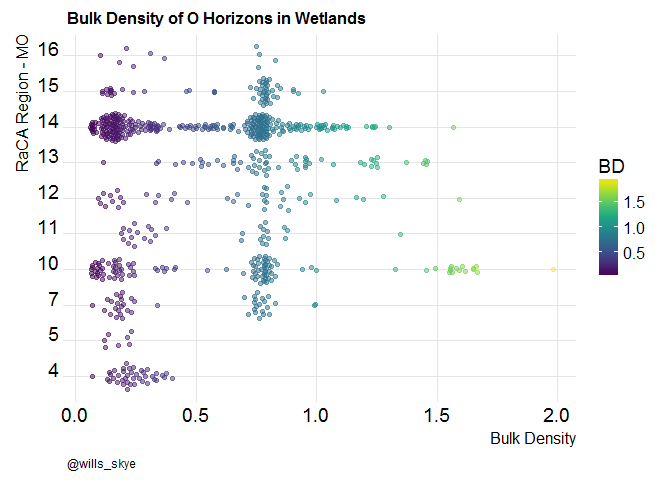 Bulk Density of O Horizons in Wetlands
RaCA Region - MO
16
15
14
13
12
11
10
7
5
4
0.0 0.5 1.0 1.5 2.0
Bulk Density
BD
1.5
1.0
0.5
@wills_skye